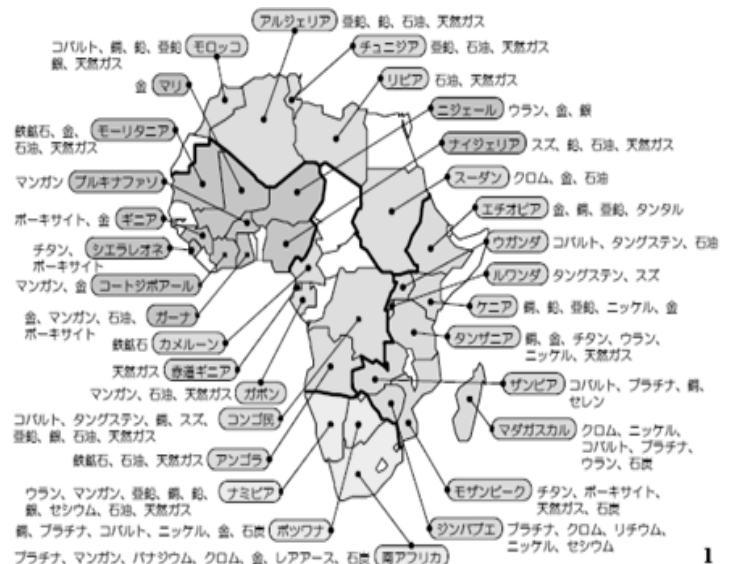 アルジェリア 亜鉛、鉛、石油、天然ガス
コバルト、銅、鉛、亜鉛 モロッコ
銀、天然ガス
チュニジア 亜鉛、石油、天然ガス
金 マリ
リビア 石油、天然ガス
ニジェール ウラン、金、銀
鉄鉱石、金、 モーリタニア
石油、天然ガス
ナイジェリア スズ、鉛、石油、天然ガス
マンガン ブルキナファソ
スーダン クロム、金、石油
エチオピア 金、銅、亜鉛、タンタル
ボーキサイト、金 ギニア
ウガンダ コバルト、タングステン、石油
チタン、 シエラレオネ
ボーキサイト
ルワンダ タングステン、スズ
マンガン、金 コートジボアール
ケニア 銅、鉛、亜鉛、ニッケル、金
金、マンガン、石油、 ガーナ
ボーキサイト
タンザニア 銅、金、チタン、ウラン、
ニッケル、天然ガス
鉄鉱石 カメルーン
天然ガス 赤道ギニア
ザンビア コバルト、プラチナ、銅、
セレン
マンガン、石油、天然ガス ガボン
コバルト、タングステン、銅、スズ、 コンゴ民
亜鉛、銀、石油、天然ガス
マダガスカル クロム、ニッケル、
コバルト、プラチナ、
ウラン、石炭
鉄鉱石、石油、天然ガス アンゴラ
ウラン、マンガン、亜鉛、銅、鉛、 ナミビア
銀、セシウム、石油、天然ガス
モザンビーク チタン、ボーキサイト、
天然ガス、石炭
銅、プラチナ、コバルト、ニッケル、金、石炭 ボツワナ
ジンバブエ プラチナ、クロム、リチウム、
ニッケル、セシウム
プラチナ、マンガン、バナジウム、クロム、金、レアアース、石炭 南アフリカ
1